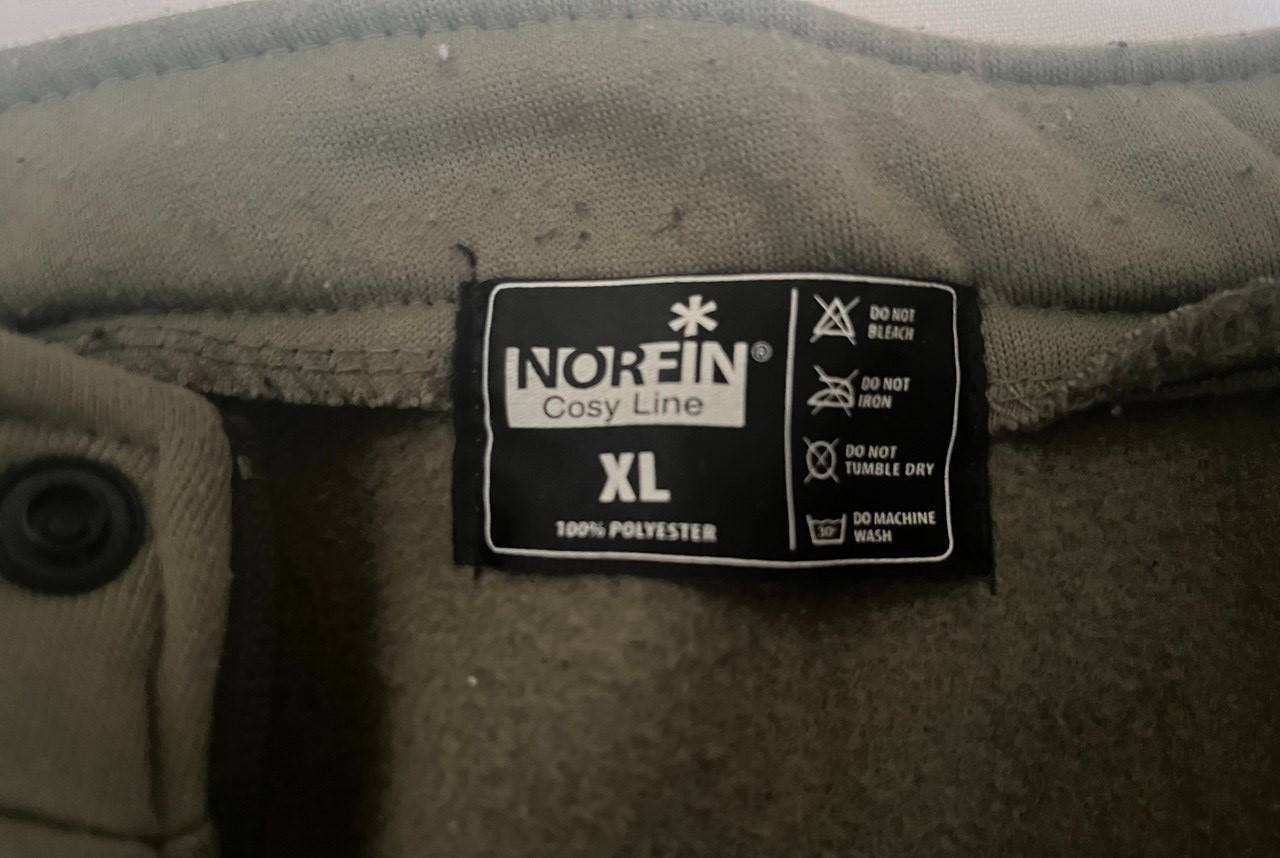 NORFIN®
Cosy Line
XL
100% POLYESTER
DO NOT
BLEACH
DO NOT
IRON
DO NOT
TUMBLE DRY
30°
DO MACHINE
WASH